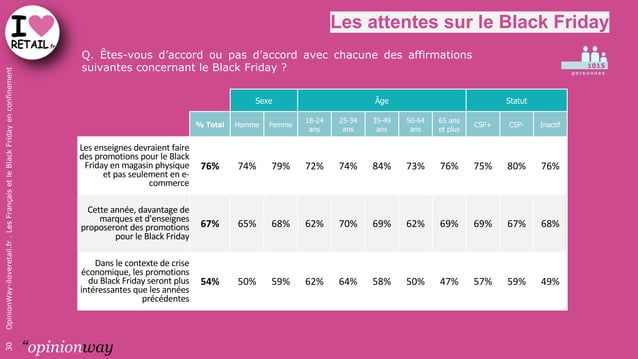 I
RETAIL.fr
Les attentes sur le Black Friday
Q. Êtes-vous d'accord ou pas d'accord avec chacune des affirmations
suivantes concernant le Black Friday ?
1015
personnes
Sexe Âge Statut
% Total Homme Femme 18-24 ans 25-34 ans 35-49 ans 50-64 ans 65 ans et plus CSP+ CSP- Inactif
Les enseignes devraient faire
des promotions pour le Black
Friday en magasin physique
et pas seulement en e-
commerce
76% 74% 79% 72% 74% 84% 73% 76% 75% 80% 76%
Cette année, davantage de
marques et d'enseignes
proposeront des promotions
pour le Black Friday
67% 65% 68% 62% 70% 69% 62% 69% 69% 67% 68%
Dans le contexte de crise
économique, les promotions
du Black Friday seront plus
intéressantes que les années
précédentes
54% 50% 59% 62% 64% 58% 50% 47% 57% 59% 49%
30 OpinionWay-iloveretail.fr . Les Français et le Black Friday en confinement
“opinionway